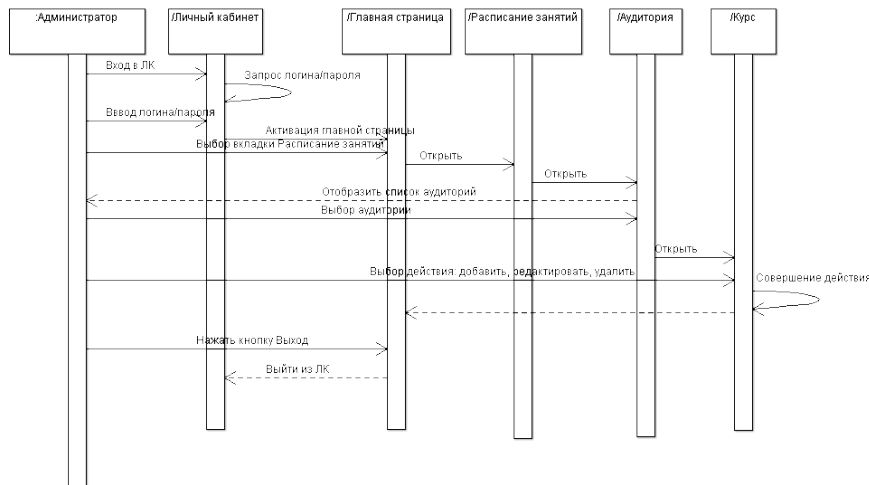 :Администратор
/Личный кабинет
/Главная страница
/Расписание занятий
/Аудитория
/Курс
Вход в ЛК
Запрос логина/пароля
Вввод логина/пароля
Активация главной страницы
Выбор вкладки Расписание занятий
Открыть
Открыть
Отобразить список аудиторий
Выбор аудитории
Открыть
Выбор действия: добавить, редактировать, удалить
Совершение действия
Нажать кнопку Выход
Выйти из ЛК